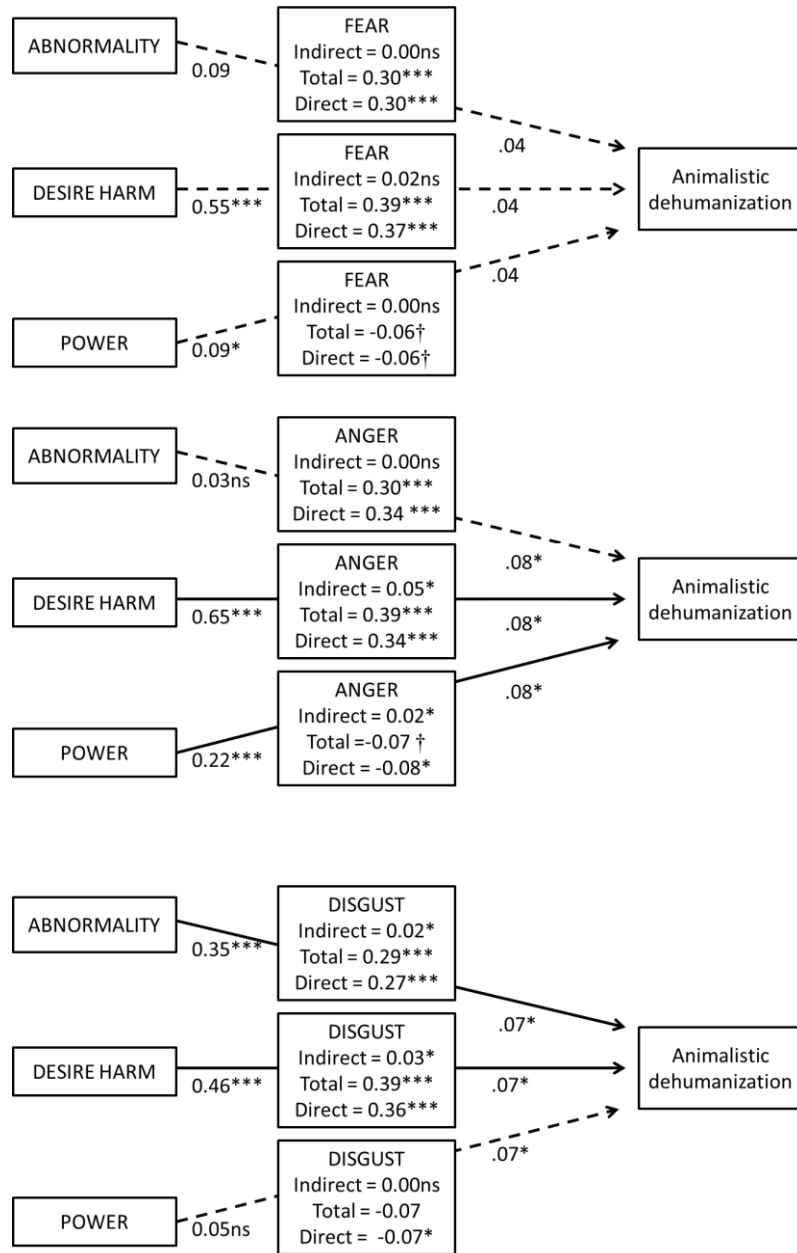 FEAR
ABNORMALITY
Indirect = 0.00ns
Total = 0.30***
0.09
Direct = 0.30***
.04
FEAR
Indirect = 0.02ns
DESIRE HARM
Total = 0.39***
0.55***
Direct = 0.37***
.04
Animalistic
dehumanization
FEAR
Indirect = 0.00ns
.04
POWER
Total = -0.06†
0.09*
Direct = -0.06†
ANGER
ABNORMALITY
Indirect = 0.00ns
0.03ns
Total = 0.30***
Direct = 0.34 ***
.08*
ANGER
DESIRE HARM
Indirect = 0.05*
0.65***
Total = 0.39***
Direct = 0.34***
.08*
Animalistic
dehumanization
ANGER
Indirect = 0.02*
.08*
POWER
Total =-0.07 †
0.22***
Direct = -0.08*
DISGUST
ABNORMALITY
Indirect = 0.02*
0.35***
Total = 0.29***
Direct = 0.27***
.07*
DISGUST
DESIRE HARM
Indirect = 0.03*
0.46***
Total = 0.39***
Direct = 0.36***
.07*
Animalistic
dehumanization
DISGUST
.07*
Indirect = 0.00ns
POWER
Total = -0.07
0.05ns
Direct =  -0.07*